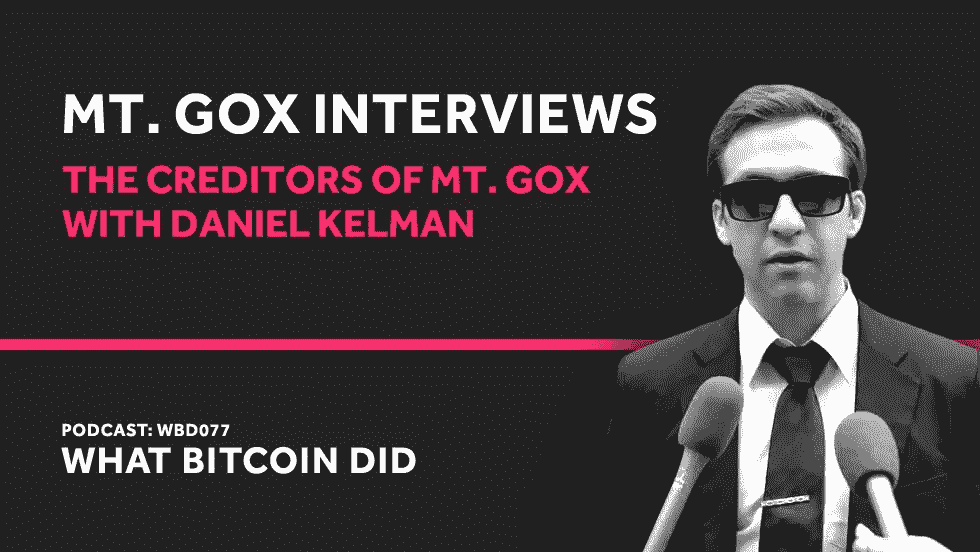 MT. GOX INTERVIEWS
THE CREDITORS OF MT. GOX
WITH DANIEL KELMAN
PODCAST: WBD077
WHAT BITCOIN DID